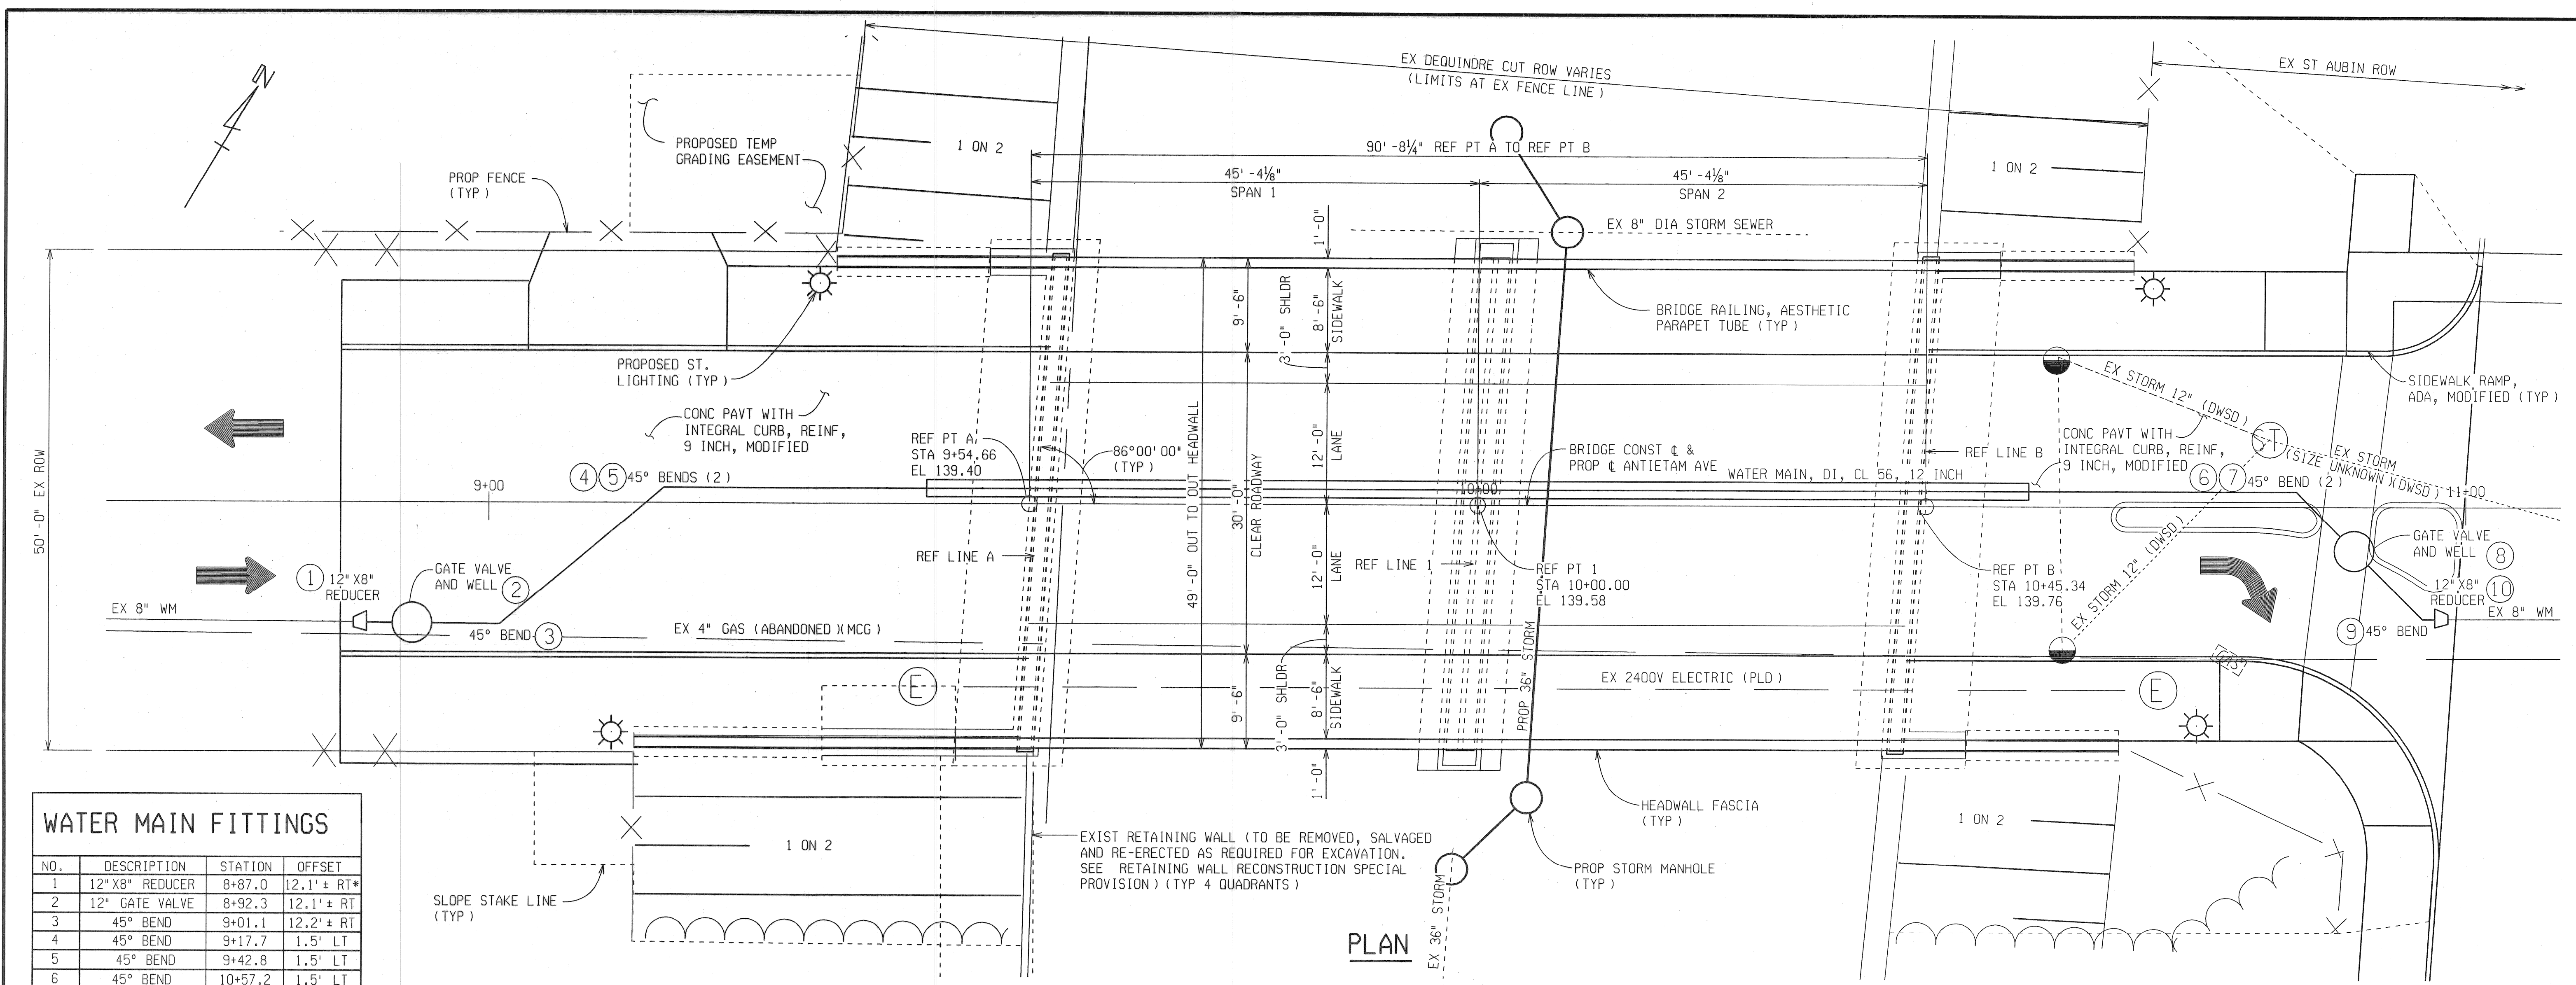 N
EX DEQUINDRE CUT ROW VARIES
(LIMITS AT EX FENCE LINE)
EX ST AUBIN ROW
PROPOSED TEMP
GRADING EASEMENT
1 ON 2
90'-8¼" REF PT A TO REF PT B
45'-4⅛"
SPAN 1
45'-4⅛"
SPAN 2
1 ON 2
PROP FENCE
(TYP)
1'-0"
EX 8" DIA STORM SEWER
BRIDGE RAILING, AESTHETIC
PARAPET TUBE (TYP)
9'-6"
3'-0" SHLDR
8'-6"
SIDEWALK
PROPOSED ST.
LIGHTING (TYP)
CONC PAVT WITH
INTEGRAL CURB, REINF,
9 INCH, MODIFIED
REF PT A
STA 9+54.66
EL 139.40
86°00'00"
(TYP)
49'-0" OUT TO OUT HEADWALL
30'-0"
CLEAR ROADWAY
12'-0"
LANE
BRIDGE CONST ℄ &
PROP ℄ ANTIETAM AVE
WATER MAIN, DI, CL 56, 12 INCH
REF LINE B
EX STORM 12" (DWSD)
SIDEWALK RAMP,
ADA, MODIFIED (TYP)
CONC PAVT WITH
INTEGRAL CURB, REINF,
9 INCH, MODIFIED
ST
EX STORM
(SIZE UNKNOWN)(DWSD)
11+00
50'-0" EX ROW
9+00
4 5 45° BENDS (2)
10+00
6 7 45° BEND (2)
REF LINE A
12'-0"
LANE
REF LINE 1
REF PT 1
STA 10+00.00
EL 139.58
REF PT B
STA 10+45.34
EL 139.76
EX STORM 12" (DWSD)
GATE VALVE
AND WELL 8
12"X8" 10
REDUCER
EX 8" WM
9 45° BEND
1 12"X8"
REDUCER
GATE VALVE
AND WELL 2
EX 8" WM
45° BEND 3
EX 4" GAS (ABANDONED)(MCG)
GAS
E
EX 2400V ELECTRIC (PLD)
E
9'-6"
3'-0" SHLDR
8'-6"
SIDEWALK
1'-0"
PROP 36" STORM
HEADWALL FASCIA
(TYP)
1 ON 2
1 ON 2
EXIST RETAINING WALL (TO BE REMOVED, SALVAGED
AND RE-ERECTED AS REQUIRED FOR EXCAVATION.
SEE RETAINING WALL RECONSTRUCTION SPECIAL
PROVISION) (TYP 4 QUADRANTS)
PROP STORM MANHOLE
(TYP)
SLOPE STAKE LINE
(TYP)
EX 36" STORM
PLAN
WATER MAIN FITTINGS
NO. DESCRIPTION STATION OFFSET
1 12"X8" REDUCER 8+87.0 12.1'± RT*
2 12" GATE VALVE 8+92.3 12.1'± RT
3 45° BEND 9+01.1 12.2'± RT
4 45° BEND 9+17.7 1.5' LT
5 45° BEND 9+42.8 1.5' LT
6 45° BEND 10+57.2 1.5' LT